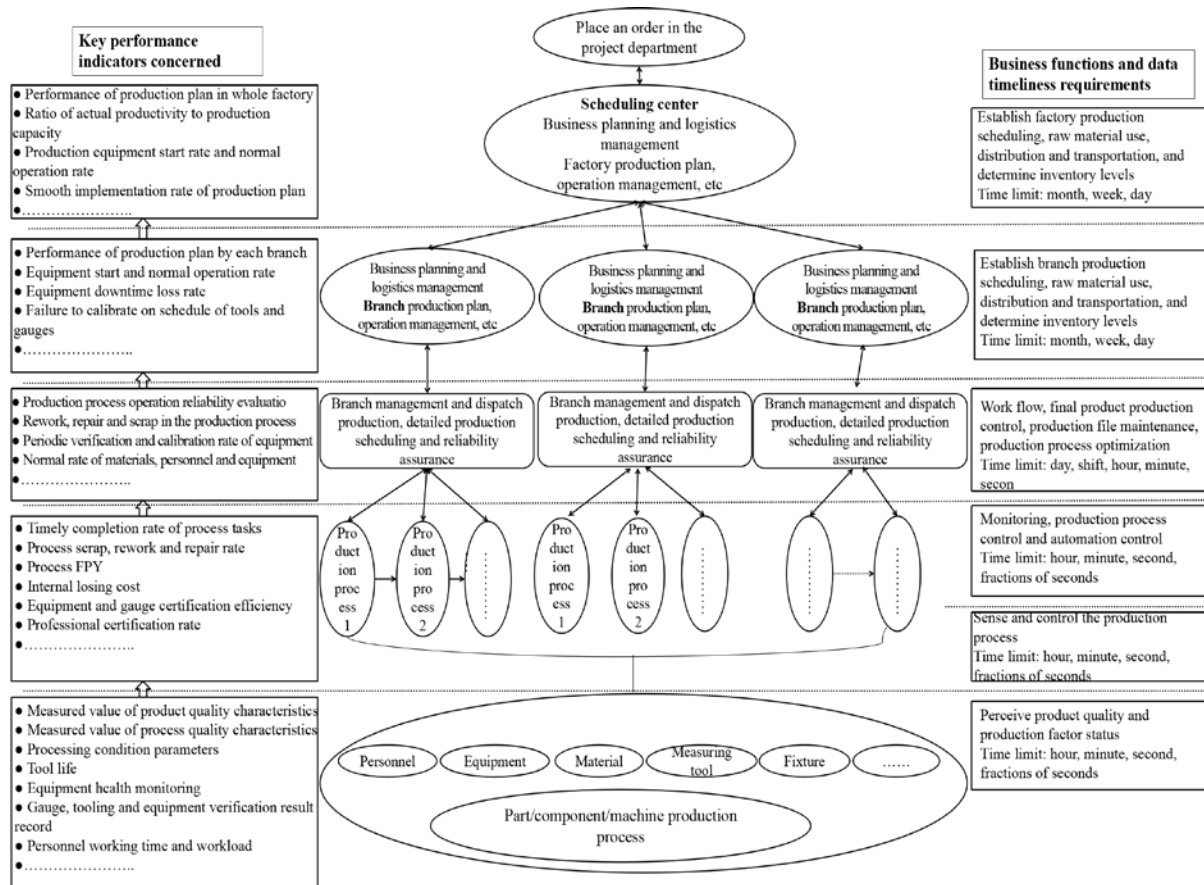 Key performance
indicators concerned
● Performance of production plan in whole factory
● Ratio of actual productivity to production
capacity
● Production equipment start rate and normal
operation rate
● Smooth implementation rate of production plan
●…………………..
● Performance of production plan by each branch
● Equipment start and normal operation rate
● Equipment downtime loss rate
● Failure to calibrate on schedule of tools and
gauges
●…………………..
●Production process operation reliability evaluatio
●Rework, repair and scrap in the production process
●Periodic verification and calibration rate of equipment
●Normal rate of materials, personnel and equipment
●…………………..
● Timely completion rate of process tasks
● Process scrap, rework and repair rate
● Process FPY
● Internal losing cost
● Equipment and gauge certification efficiency
● Professional certification rate
●…………………..
● Measured value of product quality characteristics
● Measured value of process quality characteristics
● Processing condition parameters
● Tool life
● Equipment health monitoring
● Gauge, tooling and equipment verification result
record
● Personnel working time and workload
●…………………..
Place an order in the
project department
Scheduling center
Business planning and logistics
management
Factory production plan,
operation management, etc
Business planning and
logistics management
Branch production plan,
operation management, etc
Business planning and
logistics management
Branch production plan,
operation management, etc
Business planning and
logistics management
Branch production plan,
operation management, etc
Branch management and dispatch
production, detailed production
scheduling and reliability
assurance
Branch management and dispatch
production, detailed production
scheduling and reliability
assurance
Branch management and dispatch
production, detailed production
scheduling and reliability
assurance
Pro
duct
ion
proc
ess
1
Pro
duct
ion
pro
cess
2
Pro
duct
ion
proc
ess
1
Pro
duct
ion
proc
ess
2
Personnel
Equipment
Material
Measuring
tool
Fixture
……
Part/component/machine production
process
Business functions and data
timeliness requirements
Establish factory production
scheduling, raw material use,
distribution and transportation, and
determine inventory levels
Time limit: month, week, day
Establish branch production
scheduling, raw material use,
distribution and transportation, and
determine inventory levels
Time limit: month, week, day
Work flow, final product production
control, production file maintenance,
production process optimization
Time limit: day, shift, hour, minute,
secon
Monitoring, production process
control and automation control
Time limit: hour, minute, second,
fractions of seconds
Sense and control the production
process
Time limit: hour, minute, second,
fractions of seconds
Perceive product quality and
production factor status
Time limit: hour, minute, second,
fractions of seconds